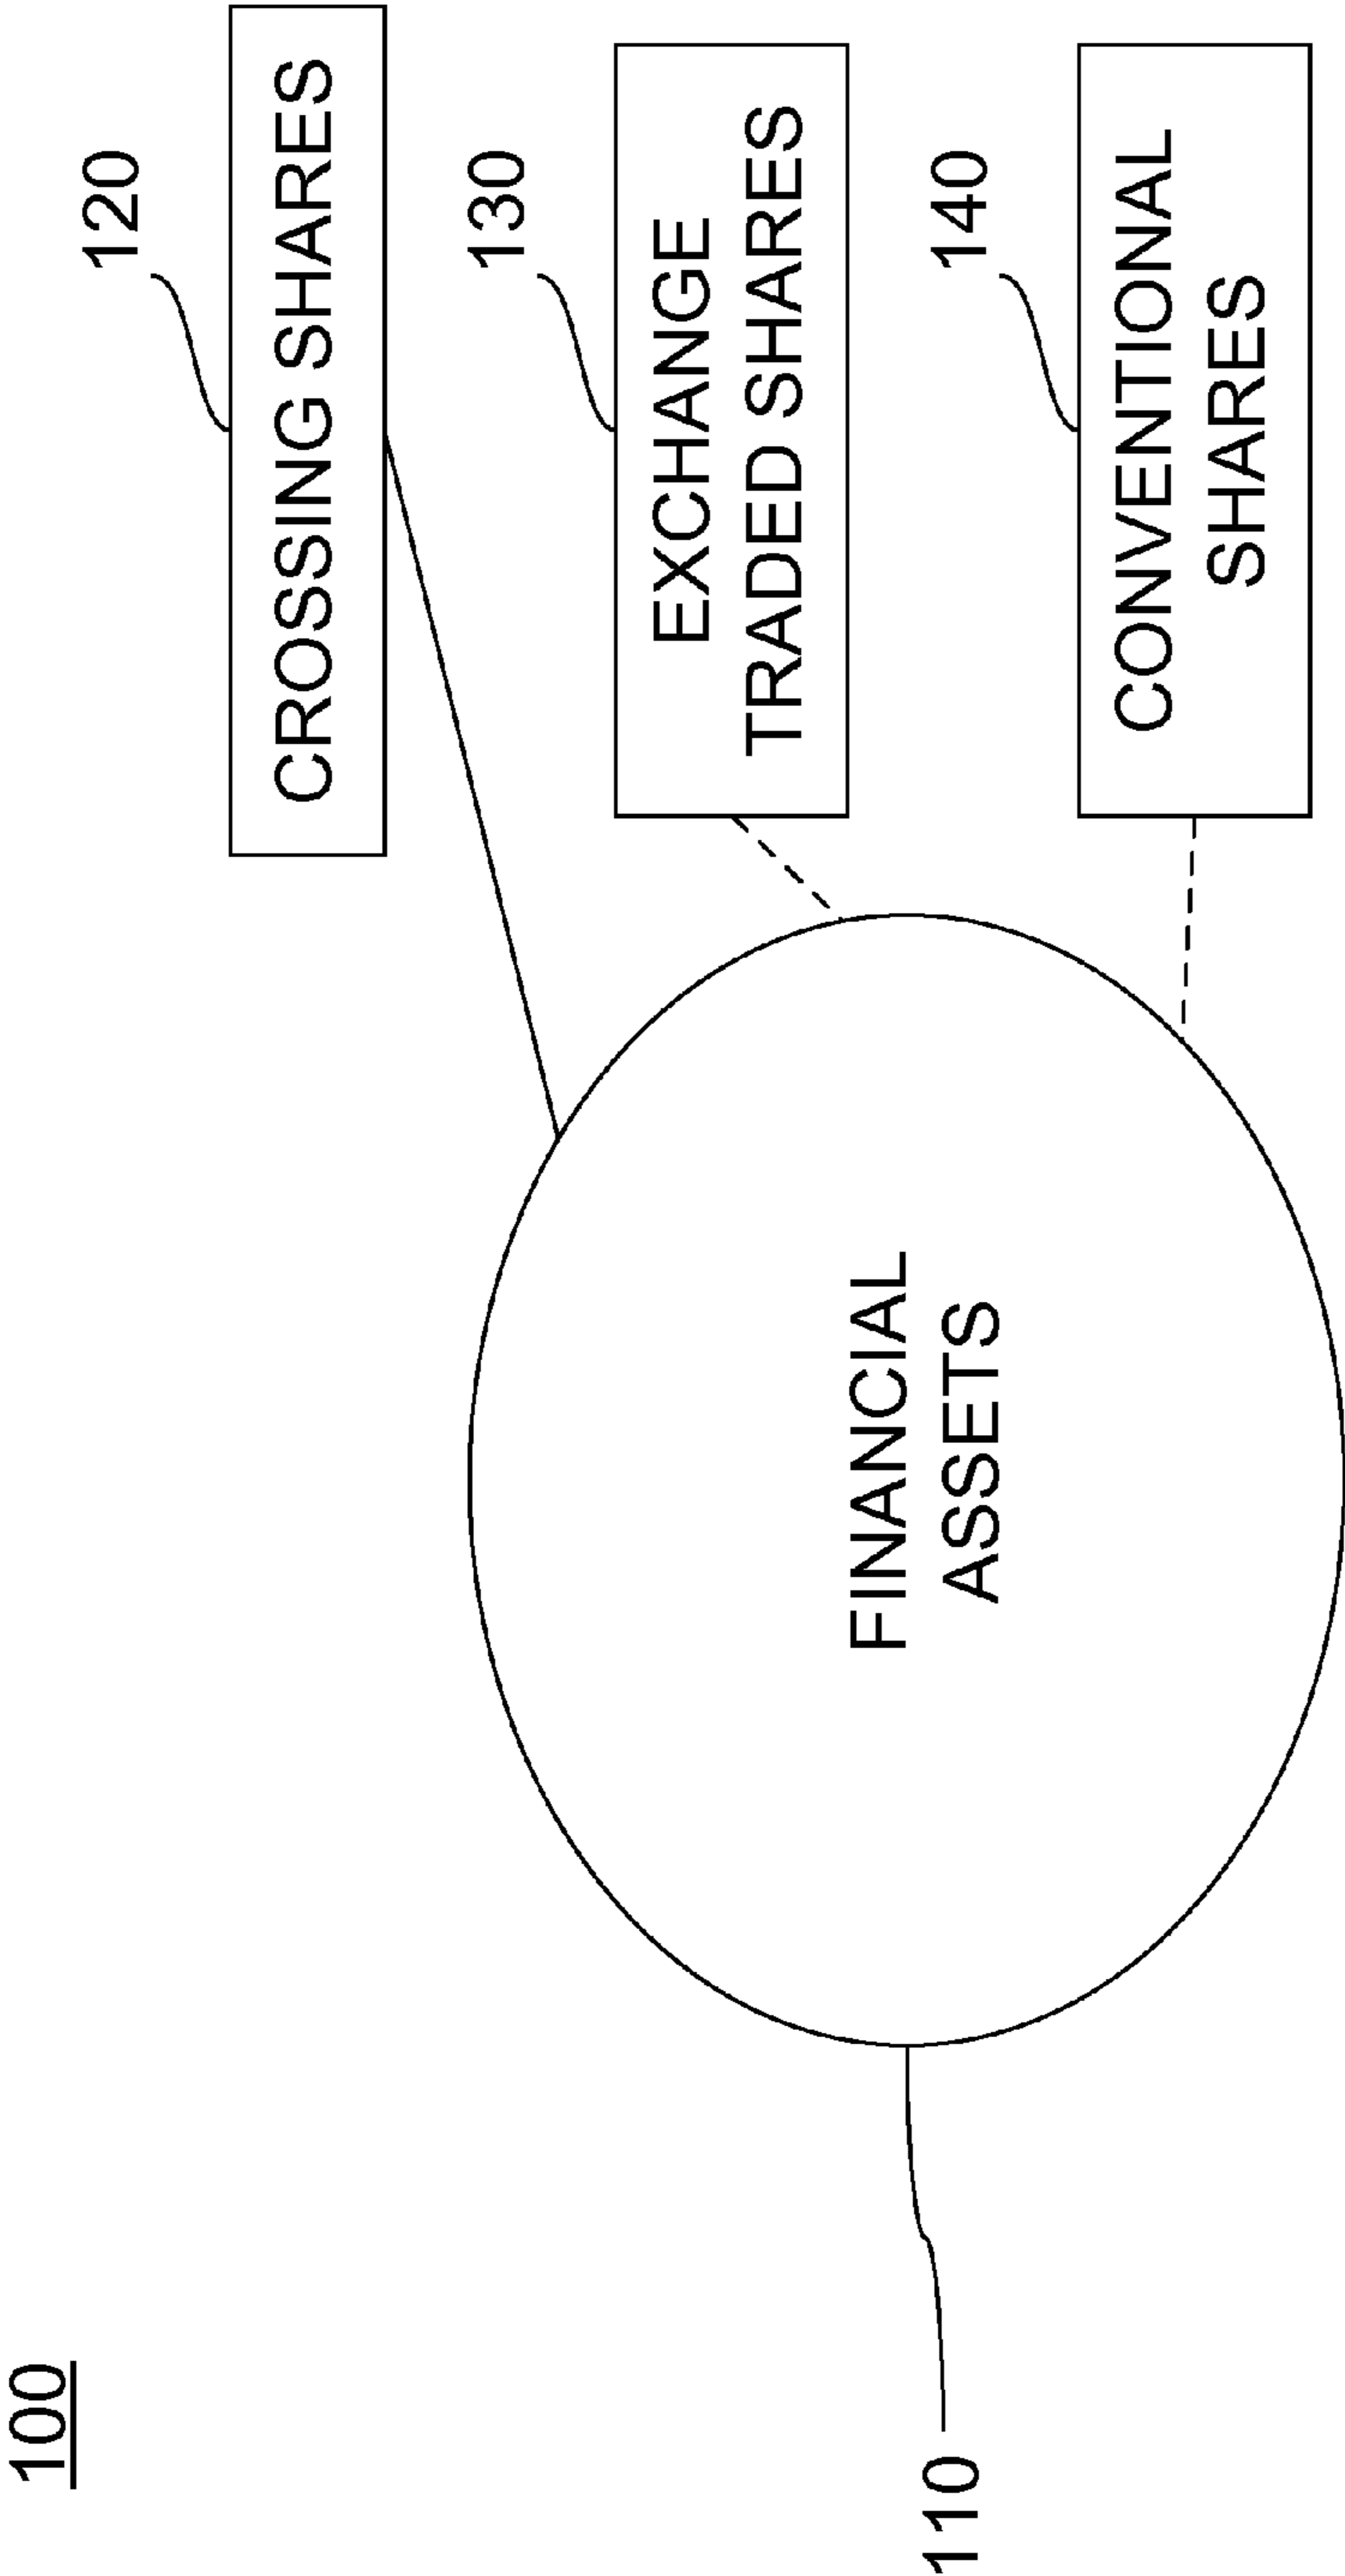 100
120
CROSSING SHARES
130
EXCHANGE
TRADED SHARES
140
CONVENTIONAL
SHARES
FINANCIAL
ASSETS
110